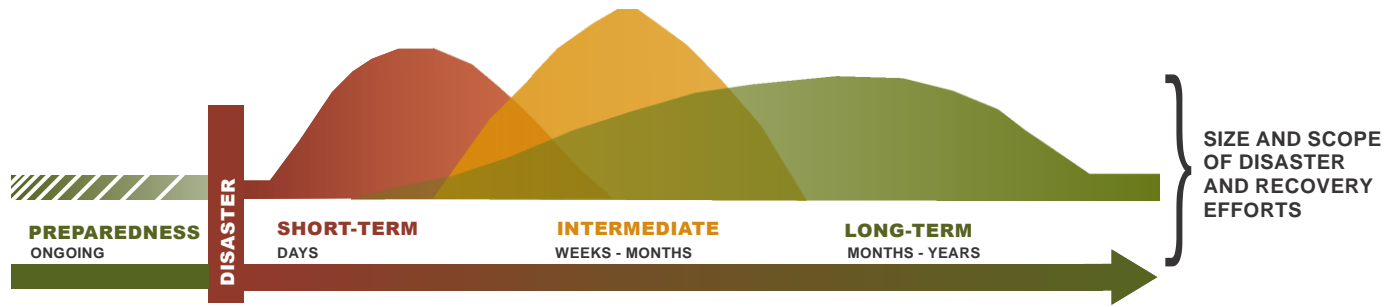 PREPAREDNESS
ONGOING
DISASTER
SHORT-TERM
DAYS
INTERMEDIATE
WEEKS - MONTHS
LONG-TERM
MONTHS - YEARS
SIZE AND SCOPE
OF DISASTER
AND RECOVERY
EFFORTS